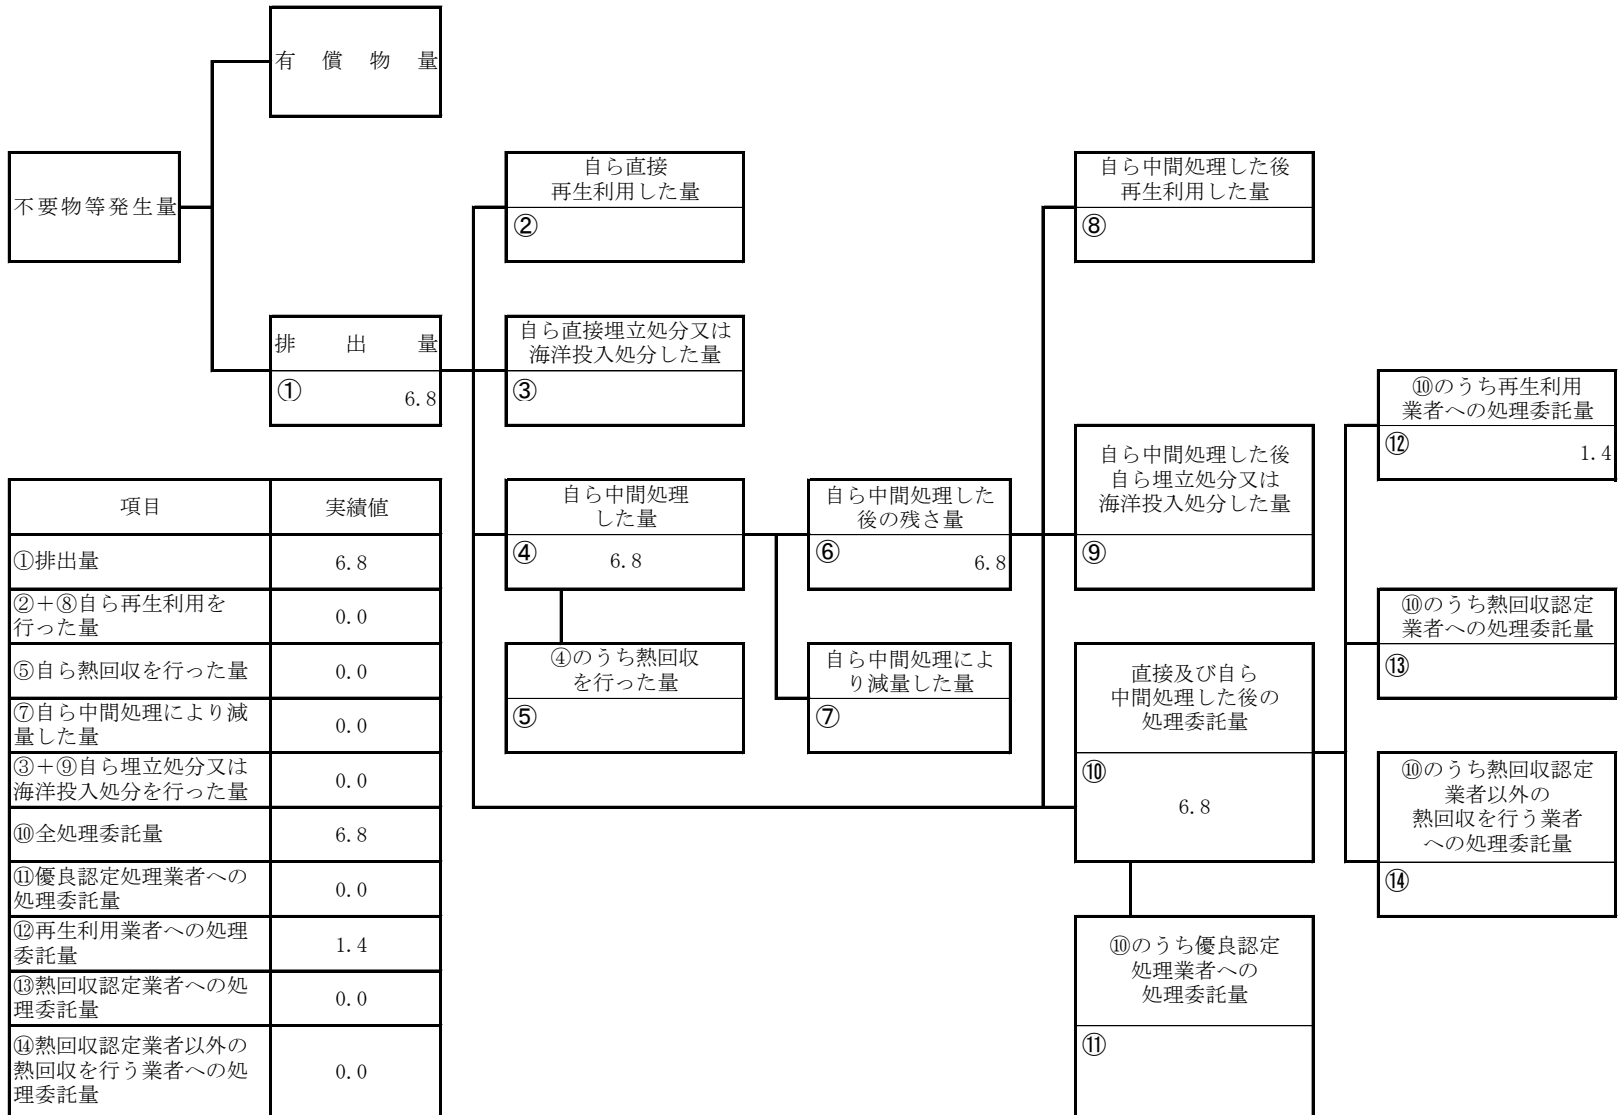 有償物量
不要物等発生量
排出量
①
6.8
自ら直接
再生利用した量
②
自ら直接埋立処分又は
海洋投入処分した量
③
自ら中間処理
した量
④
6.8
④のうち熱回収
を行った量
⑤
自ら中間処理した
後の残さ量
⑥
6.8
自ら中間処理によ
り減量した量
⑦
自ら中間処理した後
再生利用した量
⑧
自ら中間処理した後
自ら埋立処分又は
海洋投入処分した量
⑨
直接及び自ら
中間処理した後の
処理委託量
⑩
6.8
⑩のうち優良認定
処理業者への
処理委託量
⑪
⑩のうち再生利用
業者への処理委託量
⑫
1.4
⑩のうち熱回収認定
業者への処理委託量
⑬
⑩のうち熱回収認定
業者以外の
熱回収を行う業者
への処理委託量
⑭
項目 実績値
①排出量 6.8
②+⑧自ら再生利用を
行った量 0.0
⑤自ら熱回収を行った量 0.0
⑦自ら中間処理により減
量した量 0.0
③+⑨自ら埋立処分又は
海洋投入処分を行った量 0.0
⑩全処理委託量 6.8
⑪優良認定処理業者への
処理委託量 0.0
⑫再生利用業者への処理
委託量 1.4
⑬熱回収認定業者への処
理委託量 0.0
⑭熱回収認定業者以外の
熱回収を行う業者への処
理委託量 0.0